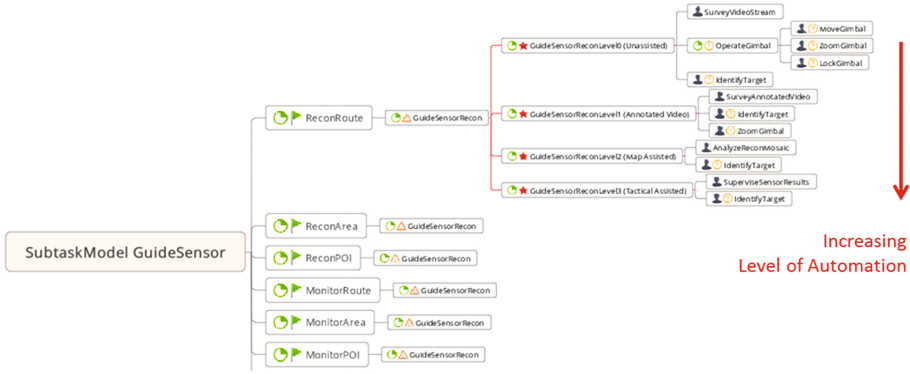 SubtaskModel GuideSensor
ReconRoute
GuideSensorRecon
GuideSensorReconLevel0 (Unassisted)
SurveyVideoStream
OperateGimbal
MoveGimbal
ZoomGimbal
LockGimbal
IdentifyTarget
GuideSensorReconLevel1 (Annotated Video)
SurveyAnnotatedVideo
IdentifyTarget
ZoomGimbal
GuideSensorReconLevel2 (Map Assisted)
AnalyzeReconMosaic
IdentifyTarget
GuideSensorReconLevel3 (Tactical Assisted)
SuperviseSensorResults
IdentifyTarget
ReconArea
GuideSensorRecon
ReconPOI
GuideSensorRecon
MonitorRoute
GuideSensorRecon
MonitorArea
GuideSensorRecon
MonitorPOI
GuideSensorRecon
Increasing
Level of Automation